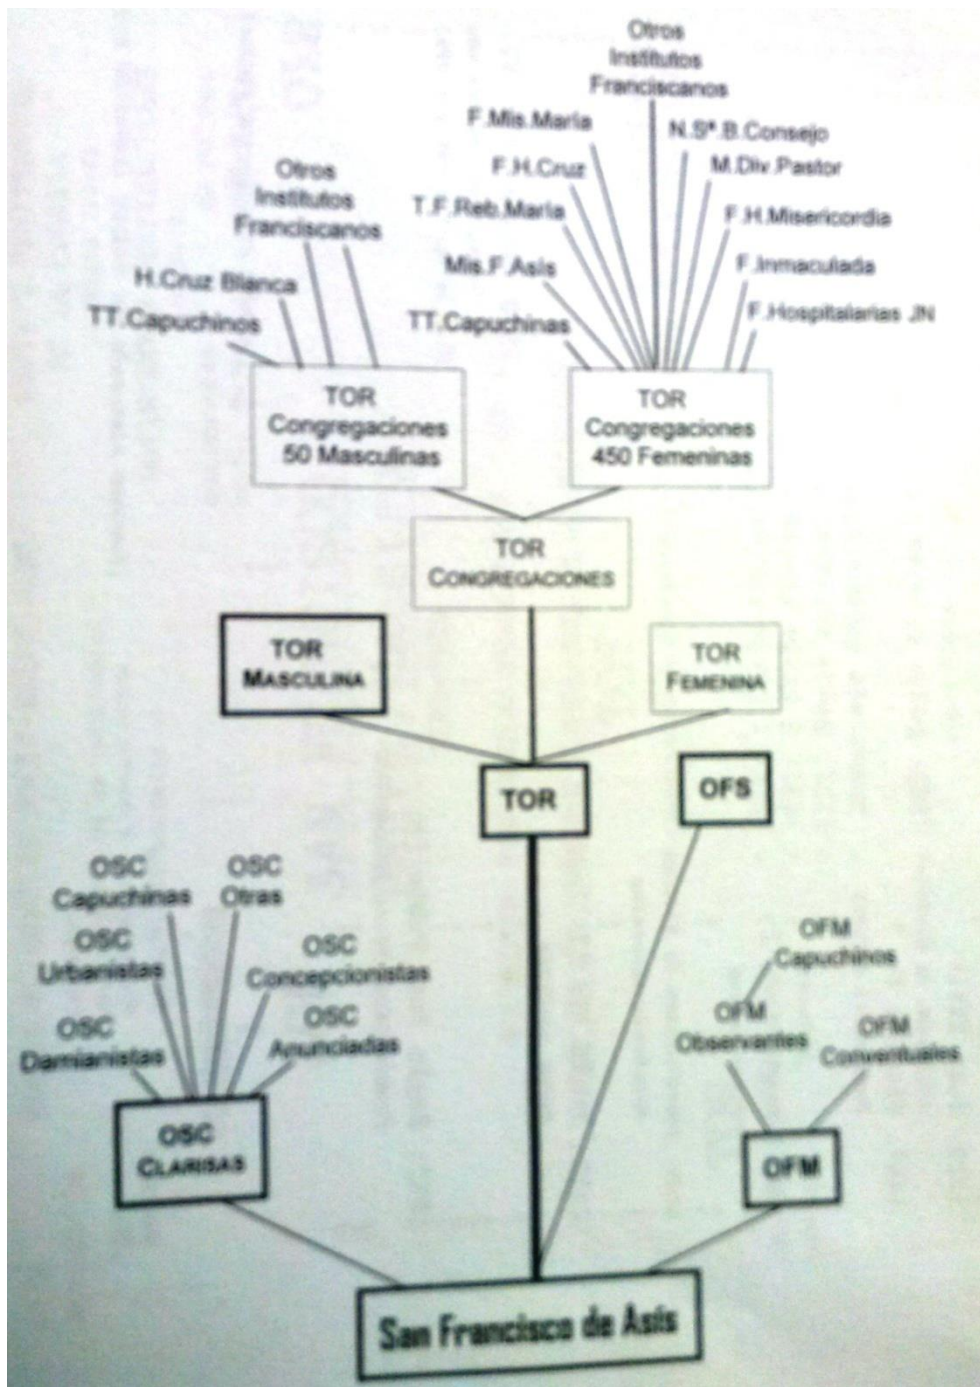 Otros
Institutos
Franciscanos
F.Mis.María
N.Sª.B.Consejo
F.H.Cruz
M.Div.Pastor
T.F.Reb.María
F.H.Misericordia
Mis.F.Asís
F.Inmaculada
TT.Capuchinas
F.Hospitalarias JN
Otros
Institutos
Franciscanos
H.Cruz Blanca
TT.Capuchinos
TOR
Congregaciones
50 Masculinas
TOR
Congregaciones
450 Femeninas
TOR
CONGREGACIONES
TOR
MASCULINA
TOR
FEMENINA
TOR
OFS
OSC
Capuchinas
OSC
Otras
OSC
Urbanistas
OSC
Concepcionistas
OSC
Damianistas
OSC
Anunciadas
OFM
Capuchinos
OFM
Observantes
OFM
Conventuales
OSC
CLARISAS
OFM
San Francisco de Asís